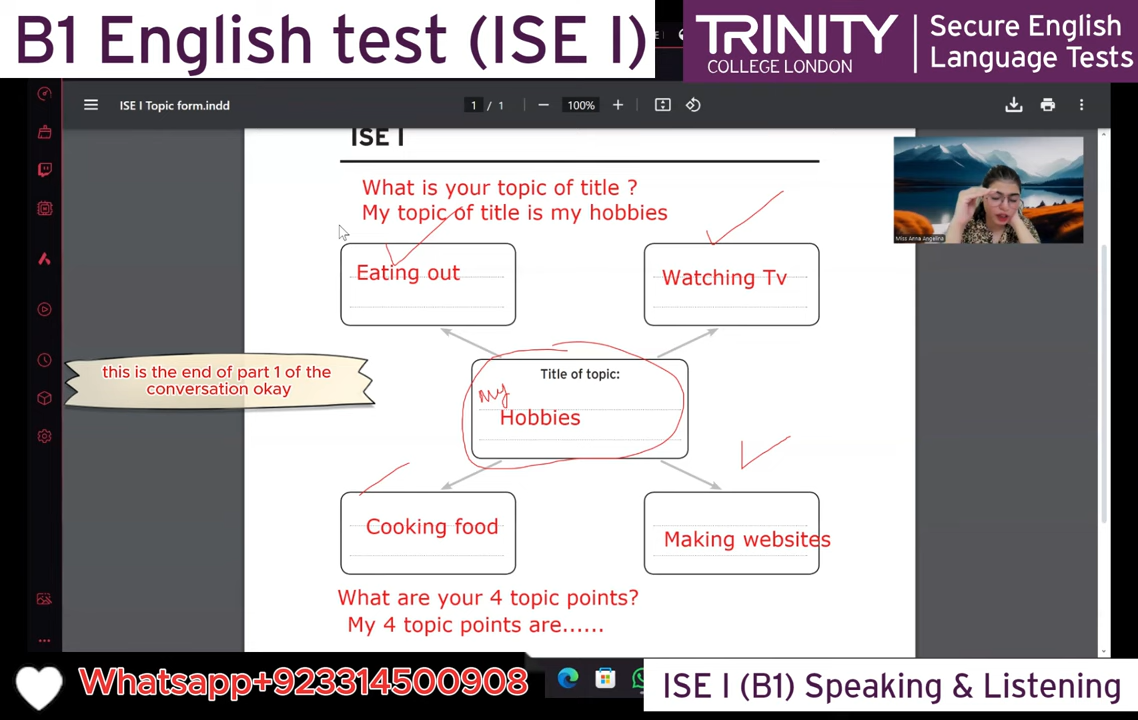 B1 English test (ISE I)
TRINITY
COLLEGE LONDON
Secure English
Language Tests
ISE I Topic form.indd
1 / 1
100%
ISE I
What is your topic of title ?
My topic of title is my hobbies
Miss Anna Angelina
Eating out
Watching Tv
Title of topic:
my
Hobbies
this is the end of part 1 of the
conversation okay
Cooking food
Making websites
What are your 4 topic points?
My 4 topic points are......
Whatsapp+923314500908
ISE I (B1) Speaking & Listening